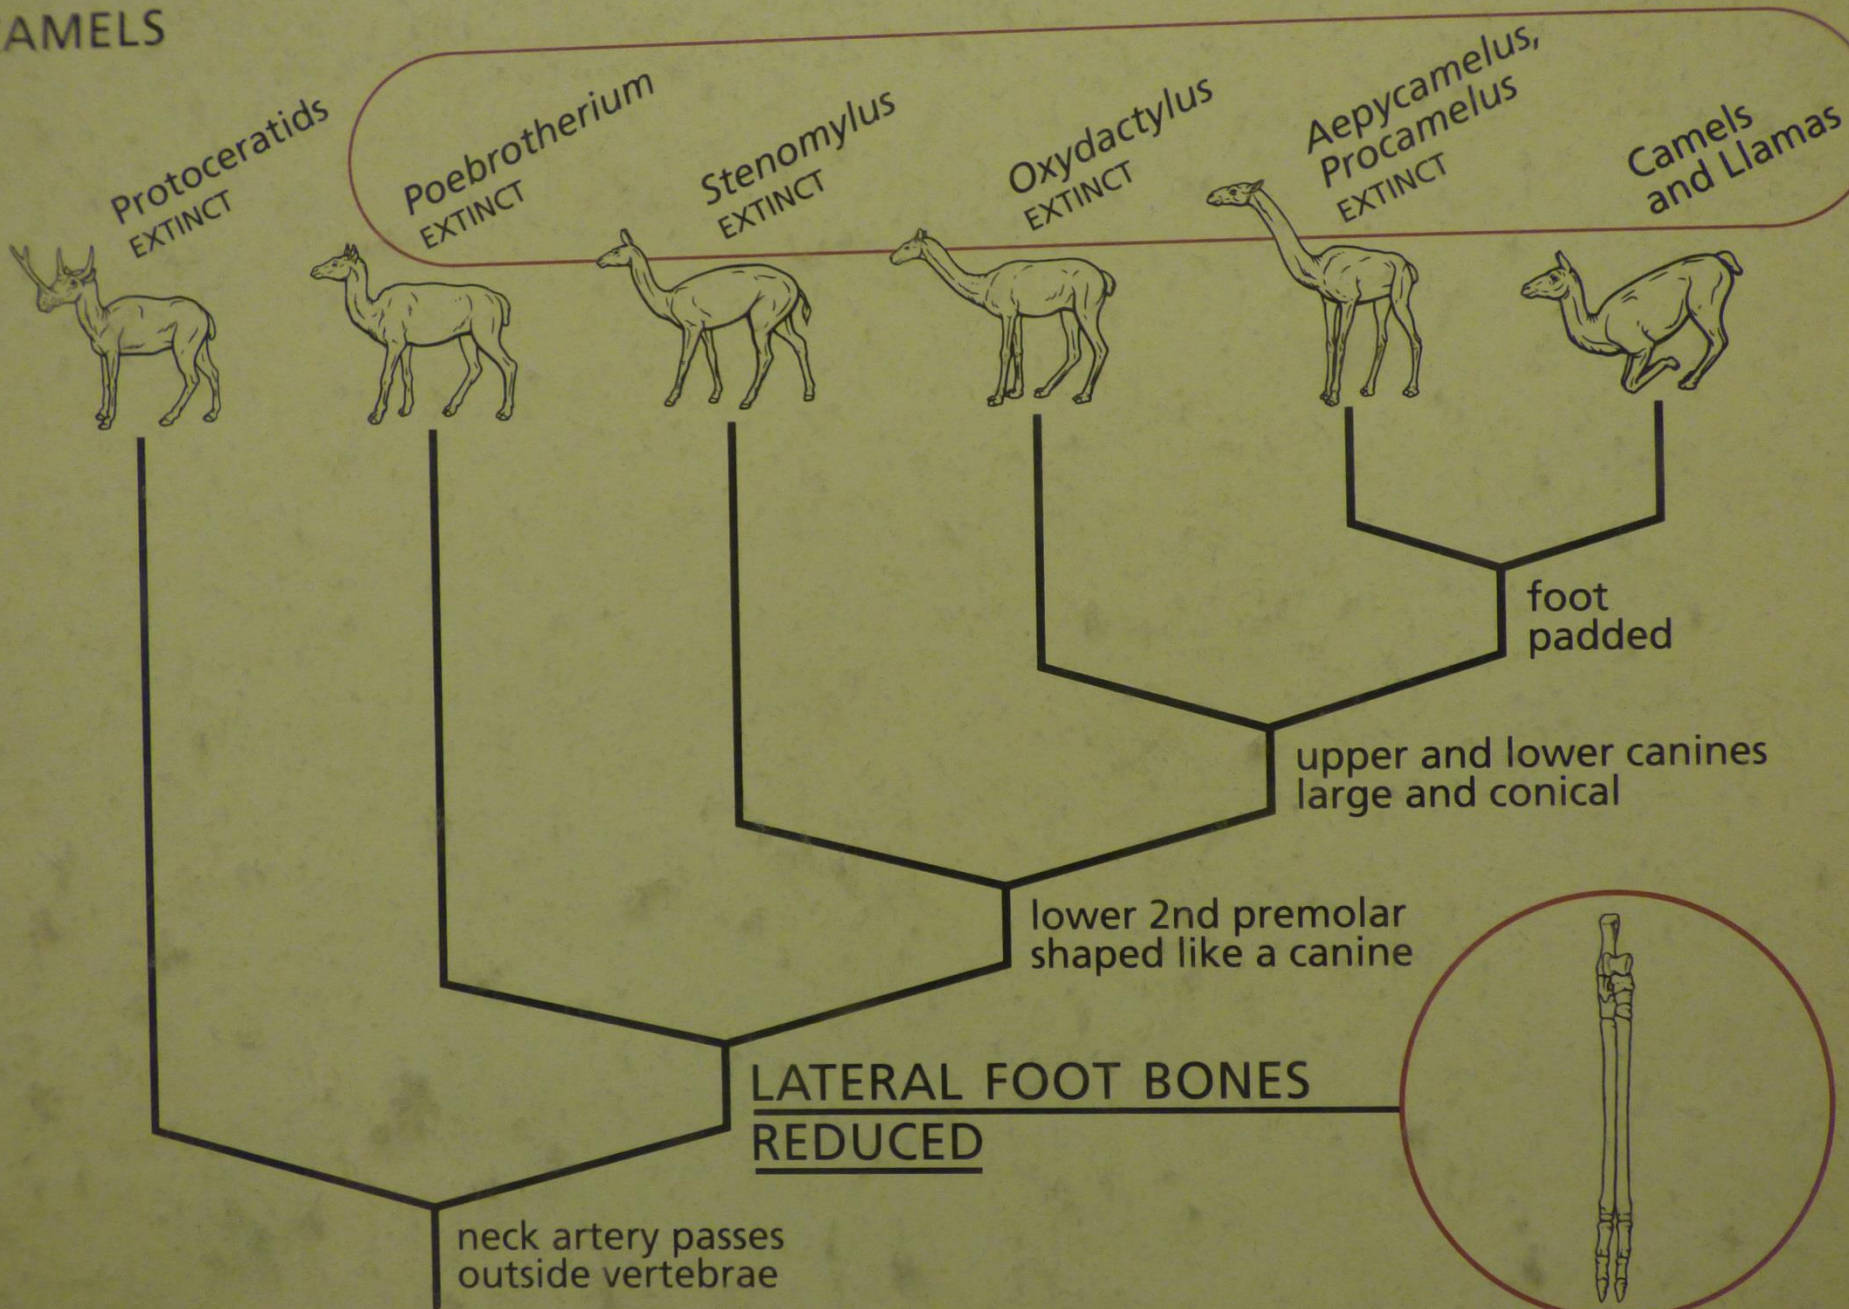 AMELS
Protoceratids
EXTINCT
Poebrotherium
EXTINCT
Stenomylus
EXTINCT
Oxydactylus
EXTINCT
Aepycamelus,
Procamelus
EXTINCT
Camels
and Llamas
foot
padded
upper and lower canines
large and conical
lower 2nd premolar
shaped like a canine
LATERAL FOOT BONES
REDUCED
neck artery passes
outside vertebrae